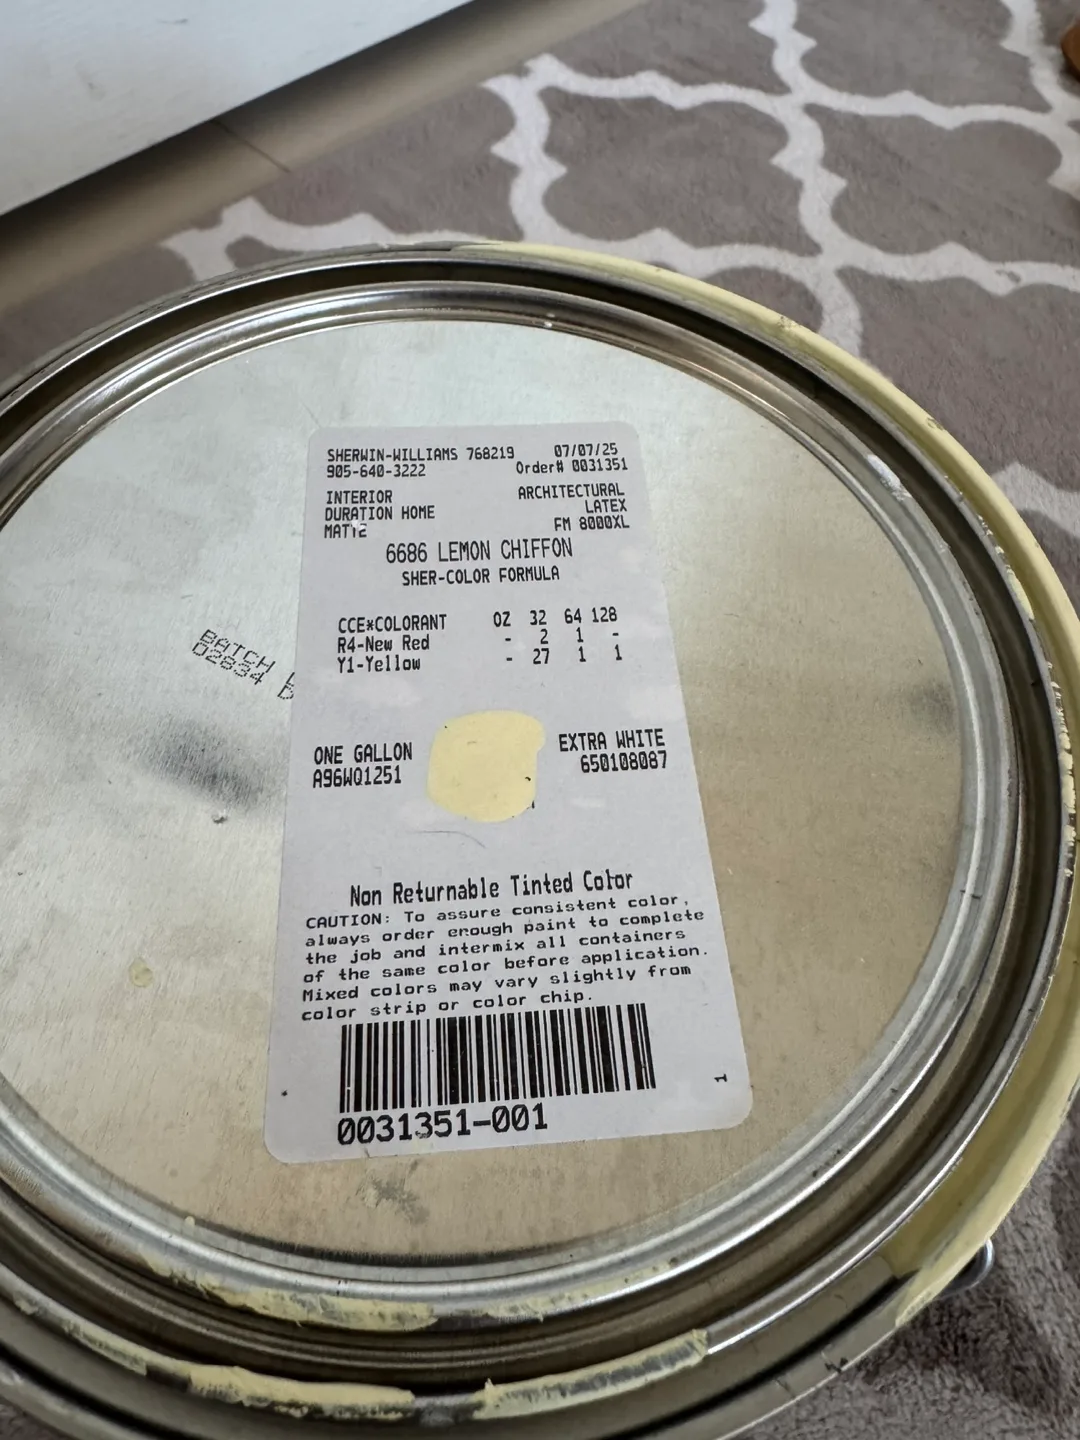 SHERWIN-WILLIAMS 768219 07/07/25
905-640-3222 Order# 0031351
INTERIOR ARCHITECTURAL
DURATION HOME LATEX
MATTE FM 8000XL
6686 LEMON CHIFFON
SHER-COLOR FORMULA
CCE*COLORANT OZ 32 64 128
R4-New Red - 2 1 -
Y1-Yellow - 27 1 1
BATCH
D2834
ONE GALLON EXTRA WHITE
A96WQ1251 650108087
Non Returnable Tinted Color
CAUTION: To assure consistent color,
always order enough paint to complete
the job and intermix all containers
of the same color before application.
Mixed colors may vary slightly from
color strip or color chip.
1
0031351-001